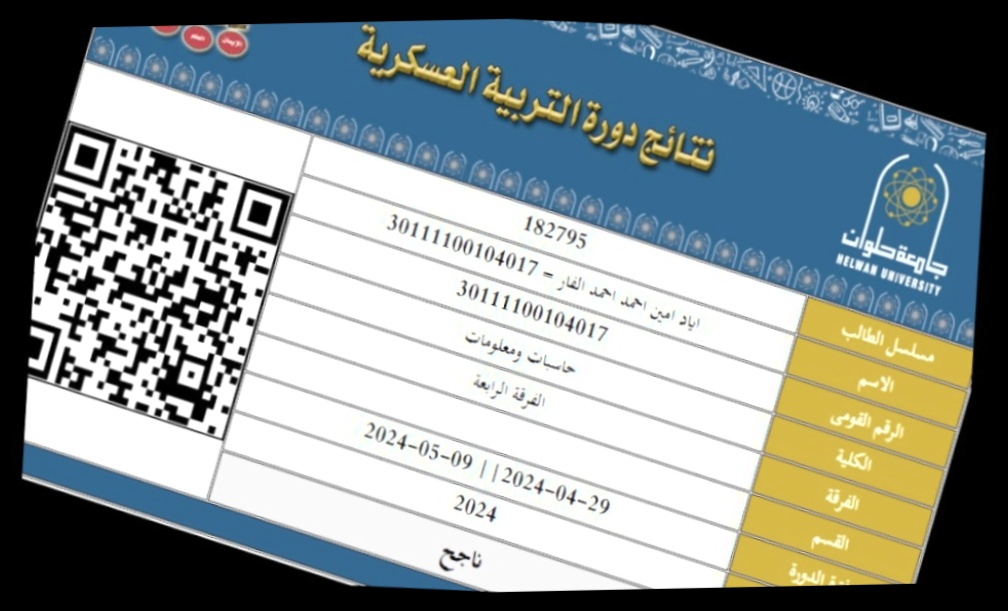 نتائج دورة التربية العسكرية
جامعة حلوان
HELWAN UNIVERSITY
مسلسل الطالب 182795
الاسم اياد امين احمد احمد الفار = 30111100104017
الرقم القومى 30111100104017
الكلية حاسبات ومعلومات
الفرقة الفرقة الرابعة
القسم
الدورة 2024-04-29 || 2024-05-09
2024
ناجح